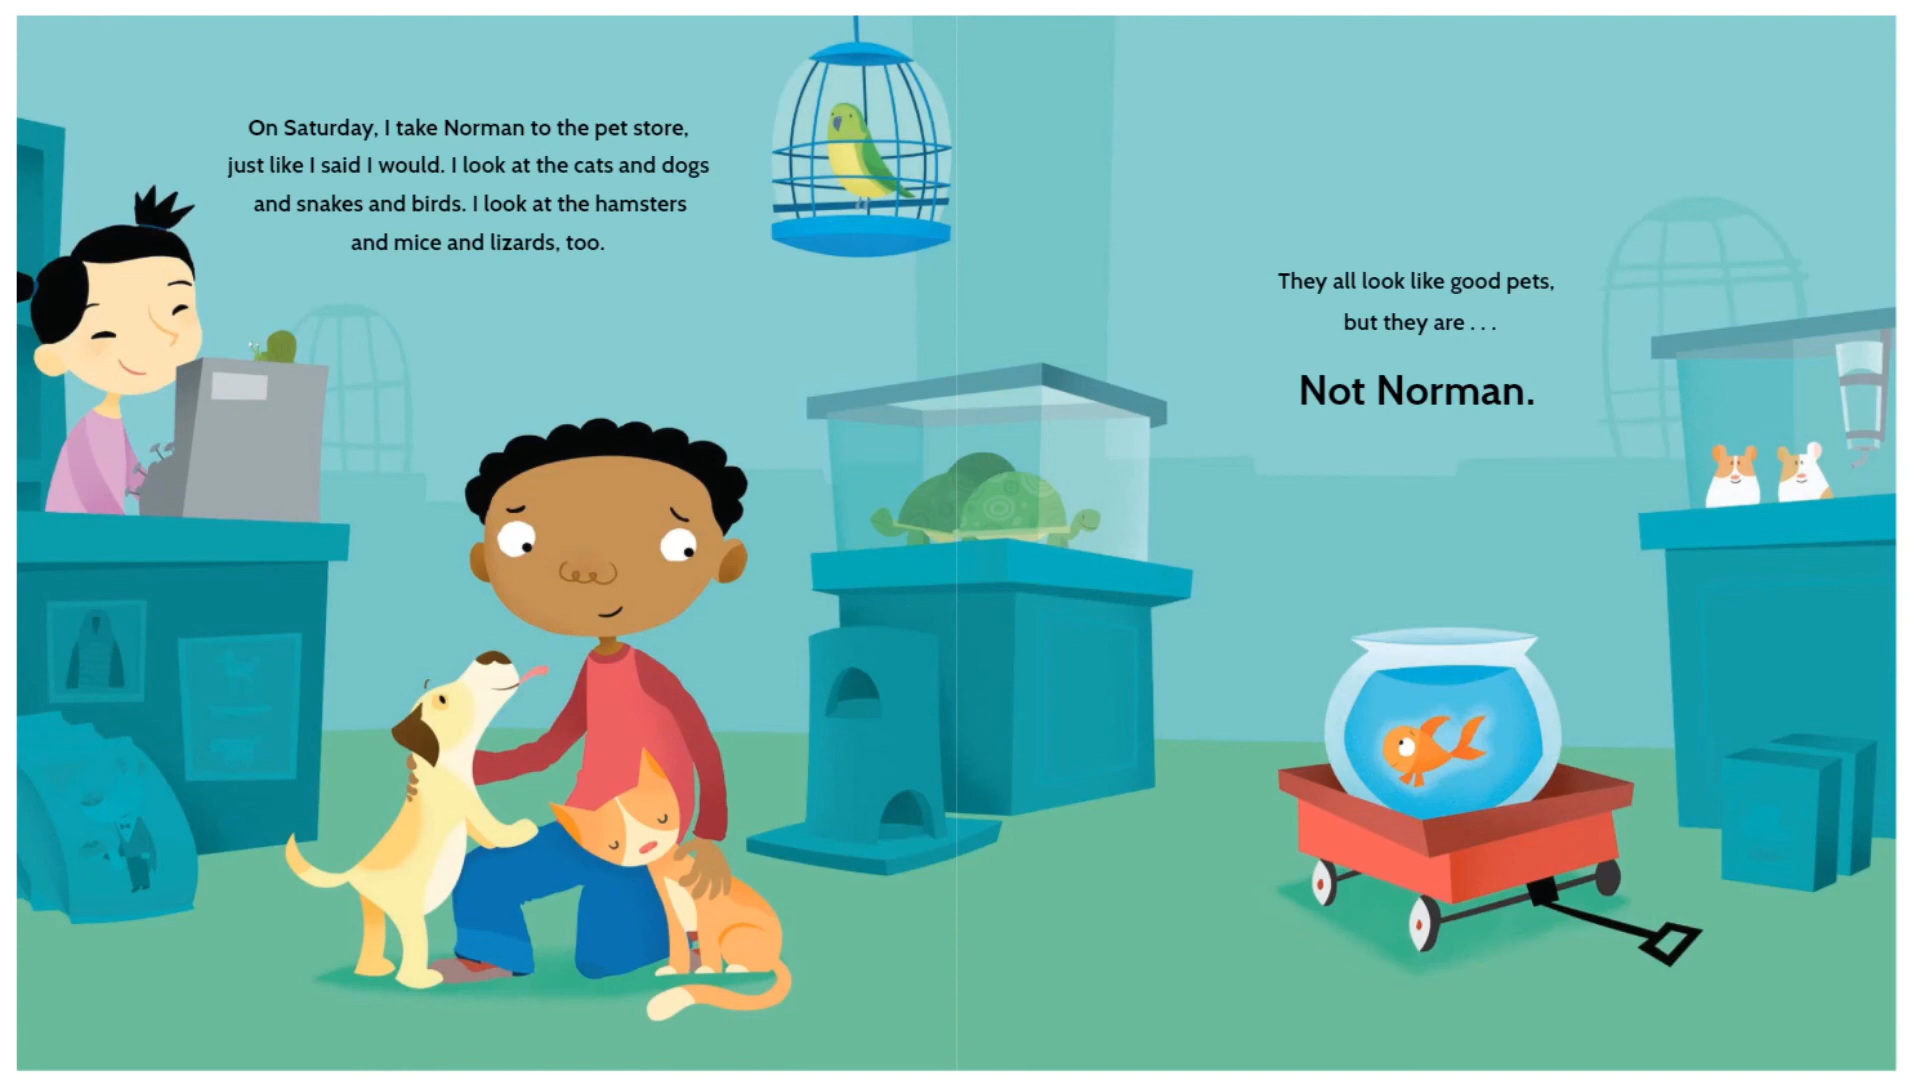 On Saturday, I take Norman to the pet store,
just like I said I would. I look at the cats and dogs
and snakes and birds. I look at the hamsters
and mice and lizards, too.
They all look like good pets,
but they are . . .
Not Norman.